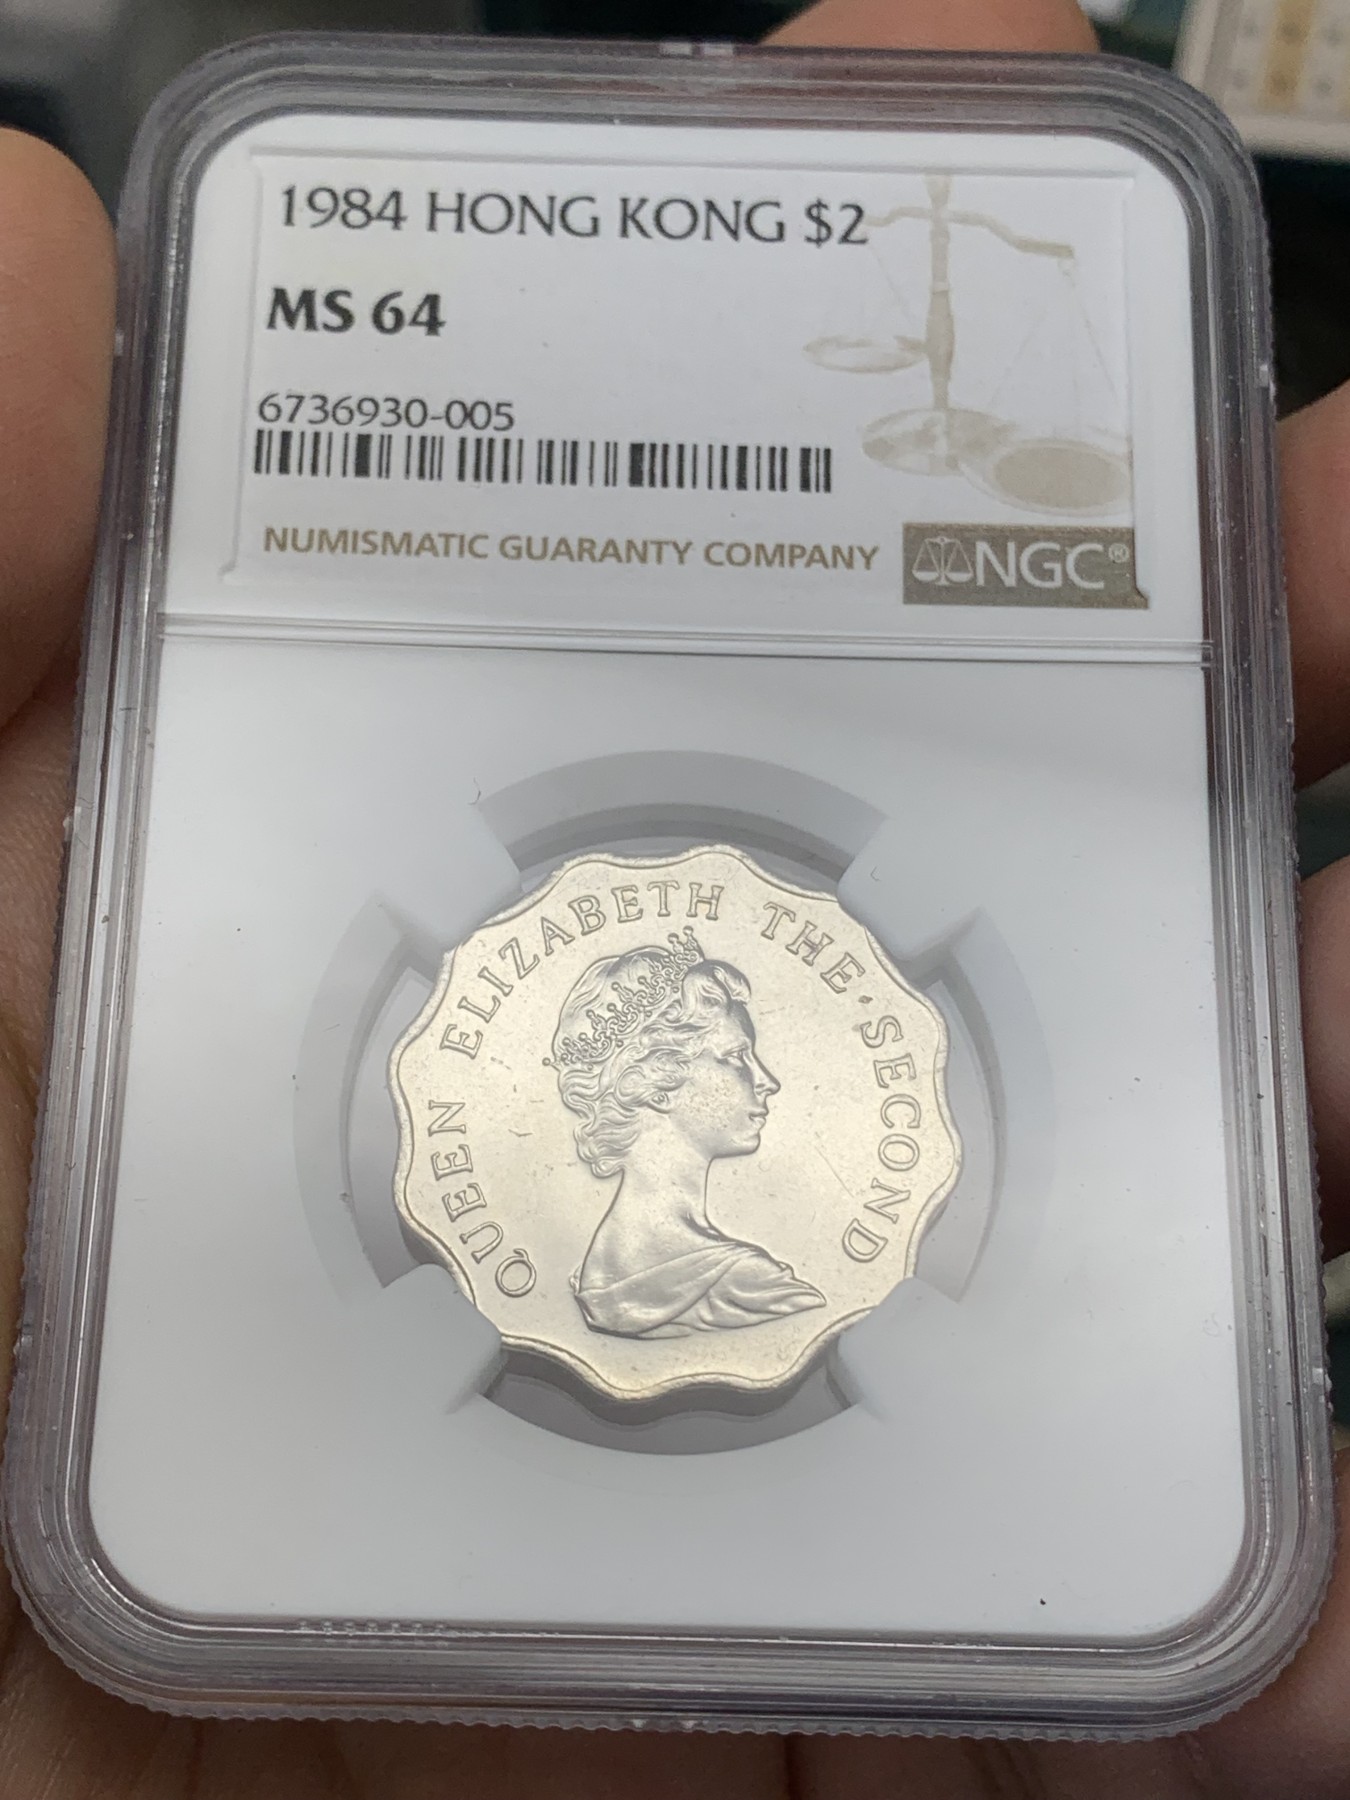 1984 HONG KONG $2
MS 64
6736930-005
NUMISMATIC GUARANTY COMPANY
NGC®
QUEEN ELIZABETH THE·SECOND